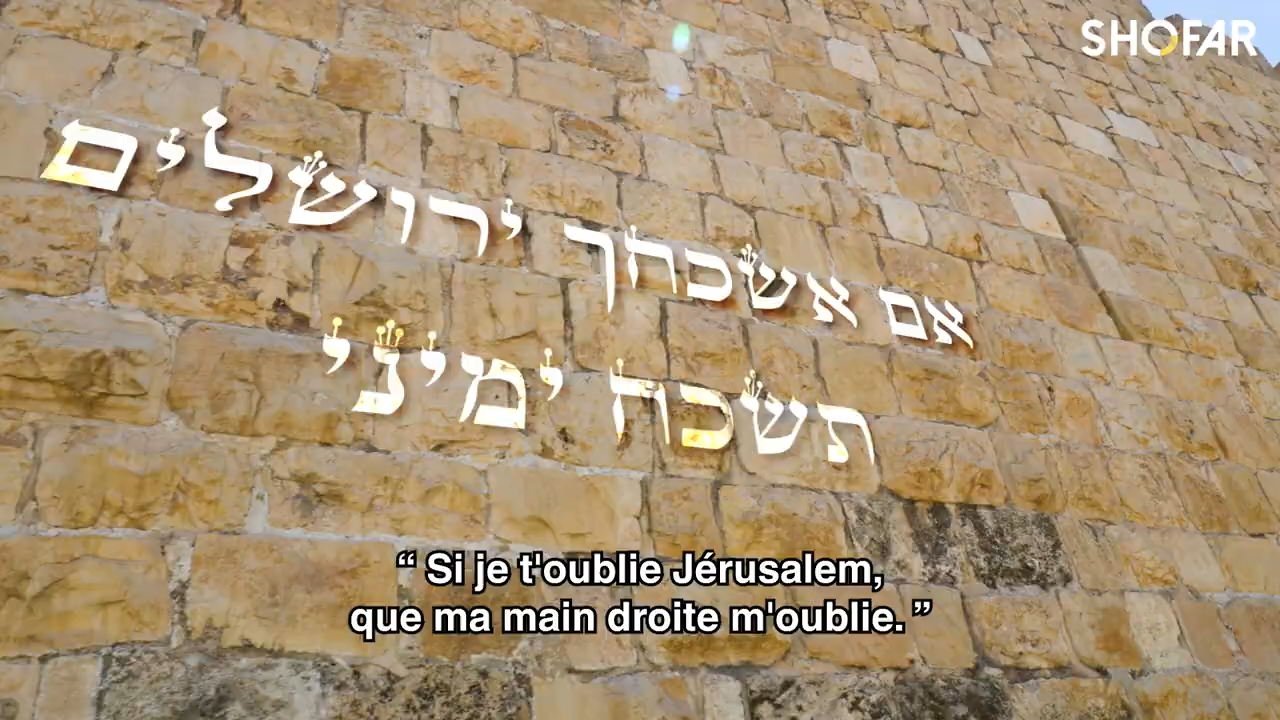 SHOFAR
אם אשכחך ירושלים
תשכח ימיני
“ Si je t'oublie Jérusalem,
que ma main droite m'oublie. ”